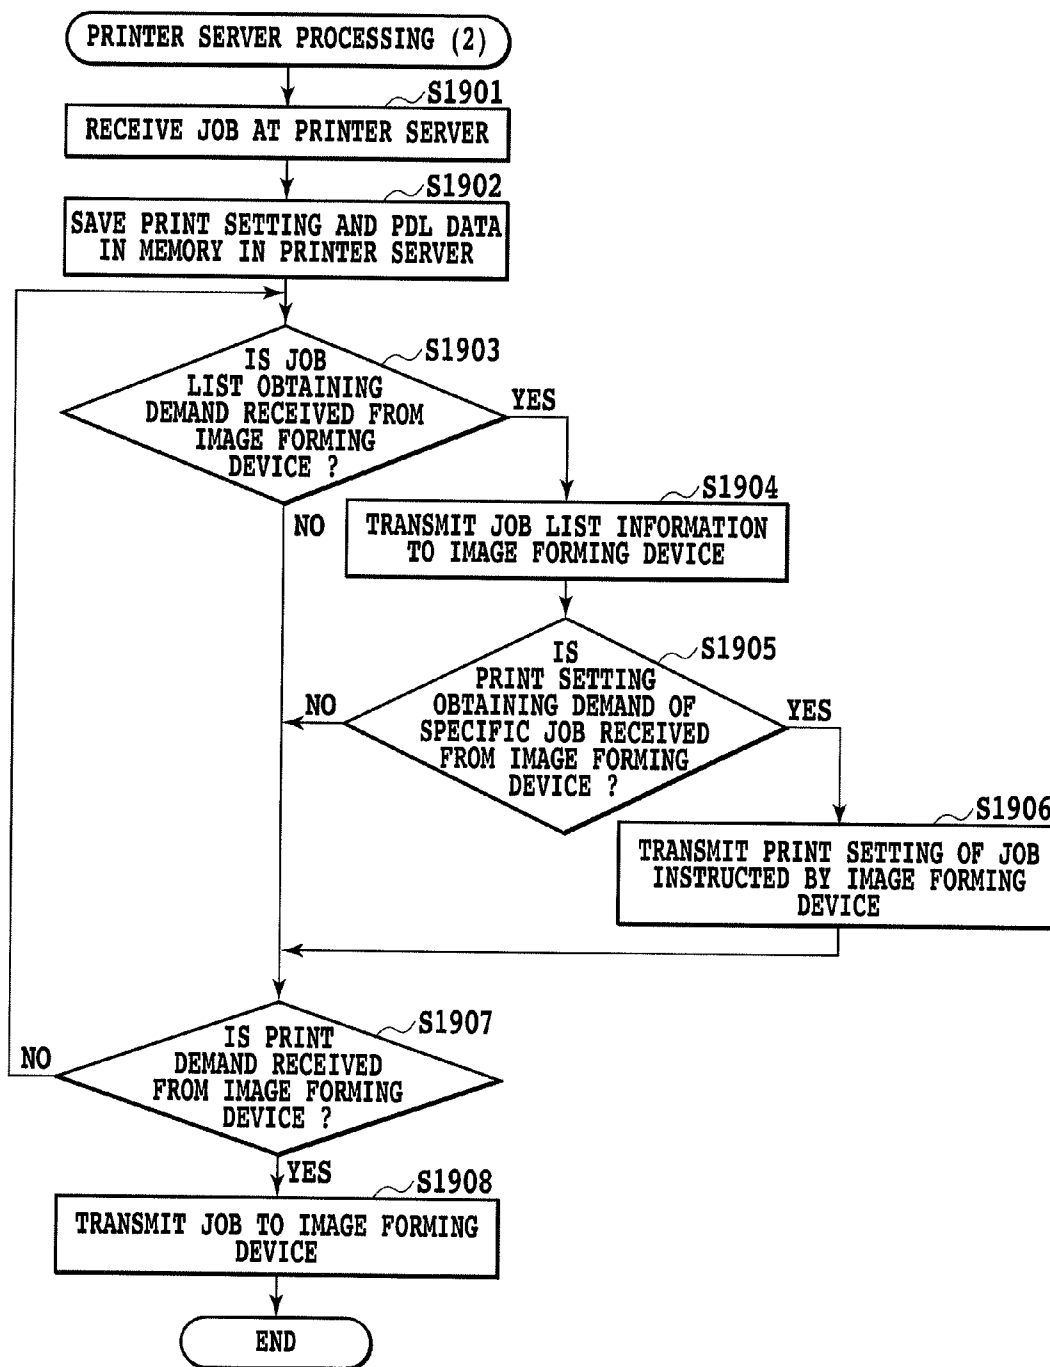 PRINTER SERVER PROCESSING (2)
S1901
RECEIVE JOB AT PRINTER SERVER
S1902
SAVE PRINT SETTING AND PDL DATA
IN MEMORY IN PRINTER SERVER
S1903
IS JOB
LIST OBTAINING
DEMAND RECEIVED FROM
IMAGE FORMING
DEVICE ?
YES
NO
S1904
TRANSMIT JOB LIST INFORMATION
TO IMAGE FORMING DEVICE
S1905
IS
PRINT SETTING
OBTAINING DEMAND OF
SPECIFIC JOB RECEIVED
FROM IMAGE FORMING
DEVICE ?
NO
YES
S1906
TRANSMIT PRINT SETTING OF JOB
INSTRUCTED BY IMAGE FORMING
DEVICE
S1907
IS PRINT
DEMAND RECEIVED
FROM IMAGE FORMING
DEVICE ?
NO
YES
S1908
TRANSMIT JOB TO IMAGE FORMING
DEVICE
END